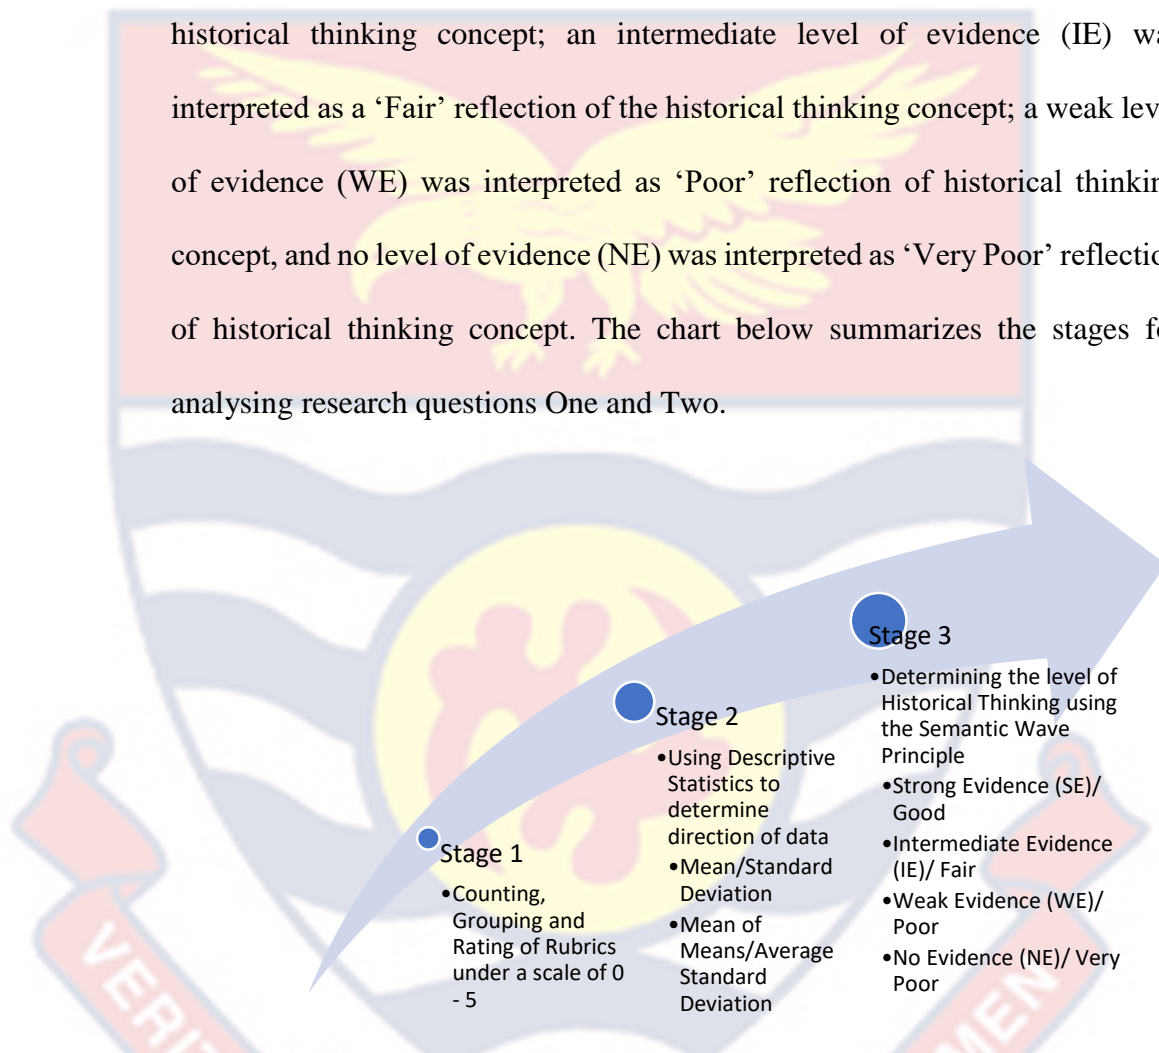 historical thinking concept; an intermediate level of evidence (IE) wa
interpreted as a ‘Fair’ reflection of the historical thinking concept; a weak lev
of evidence (WE) was interpreted as ‘Poor’ reflection of historical thinkin
concept, and no level of evidence (NE) was interpreted as ‘Very Poor’ reflectio
of historical thinking concept. The chart below summarizes the stages fo
analysing research questions One and Two.
Stage 1
•Counting,
Grouping and
Rating of Rubrics
under a scale of 0
- 5
Stage 2
•Using Descriptive
Statistics to
determine
direction of data
•Mean/Standard
Deviation
•Mean of
Means/Average
Standard
Deviation
Stage 3
•Determining the level of
Historical Thinking using
the Semantic Wave
Principle
•Strong Evidence (SE)/
Good
•Intermediate Evidence
(IE)/ Fair
•Weak Evidence (WE)/
Poor
•No Evidence (NE)/ Very
Poor
VERIT
MEN